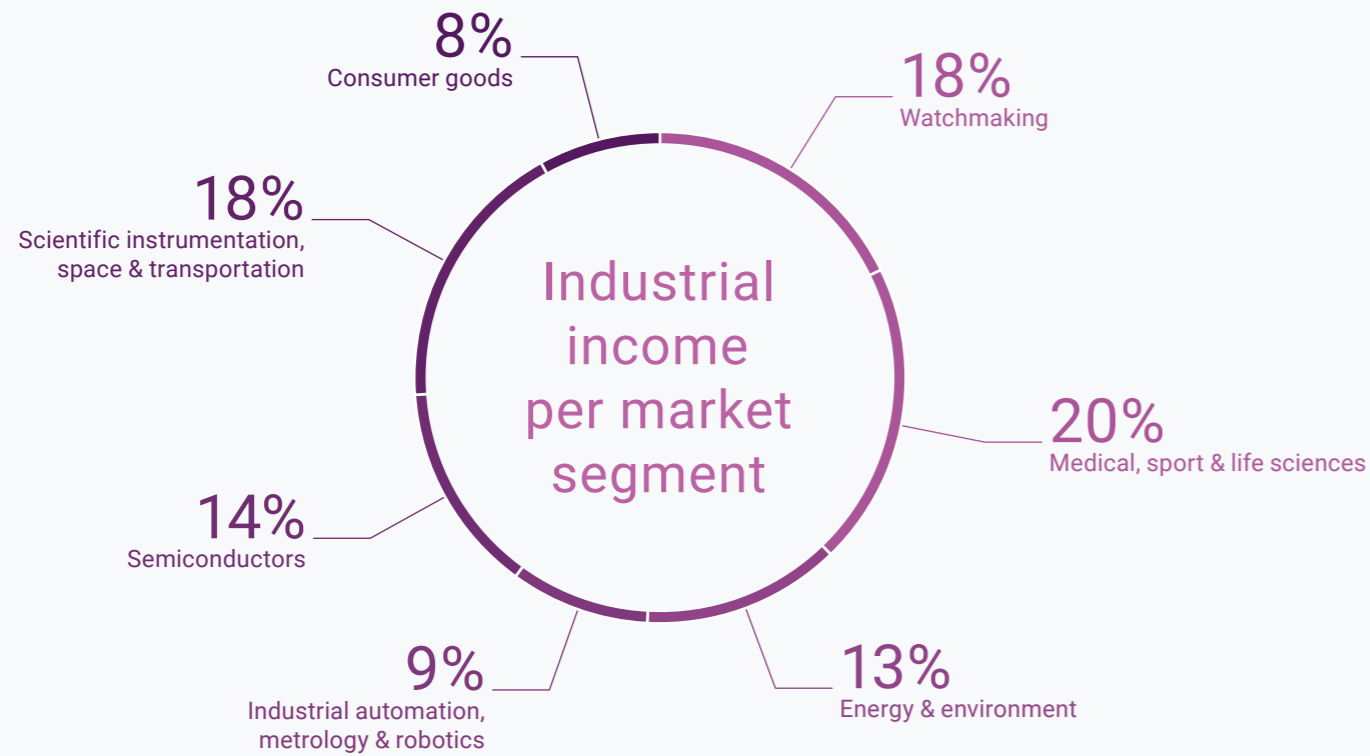 8%
Consumer goods
18%
Watchmaking
18%
Scientific instrumentation,
space & transportation
Industrial
income
per market
segment
20%
Medical, sport & life sciences
14%
Semiconductors
9%
Industrial automation,
metrology & robotics
13%
Energy & environment